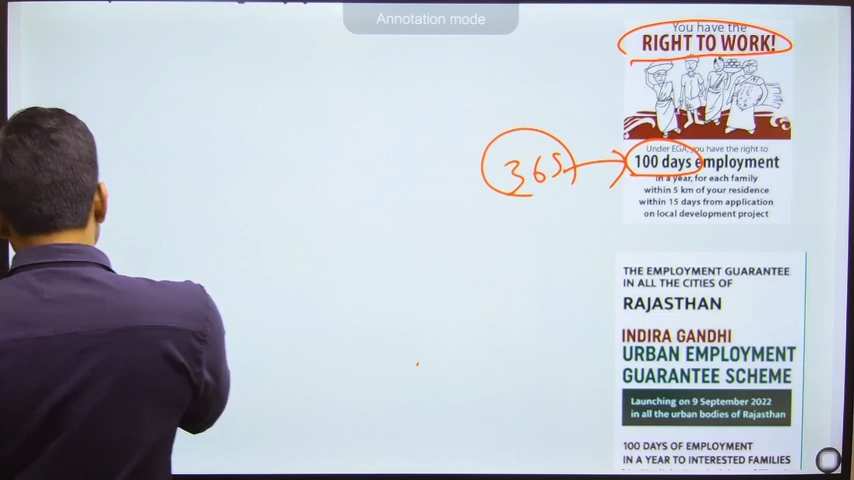 Annotation mode
You have the
RIGHT TO WORK!
Under EGA, you have the right to
100 days employment
in a year, for each family
within 5 km of your residence
within 15 days from application
on local development project
365
THE EMPLOYMENT GUARANTEE
IN ALL THE CITIES OF
RAJASTHAN
INDIRA GANDHI
URBAN EMPLOYMENT
GUARANTEE SCHEME
Launching on 9 September 2022
in all the urban bodies of Rajasthan
100 DAYS OF EMPLOYMENT
IN A YEAR TO INTERESTED FAMILIES